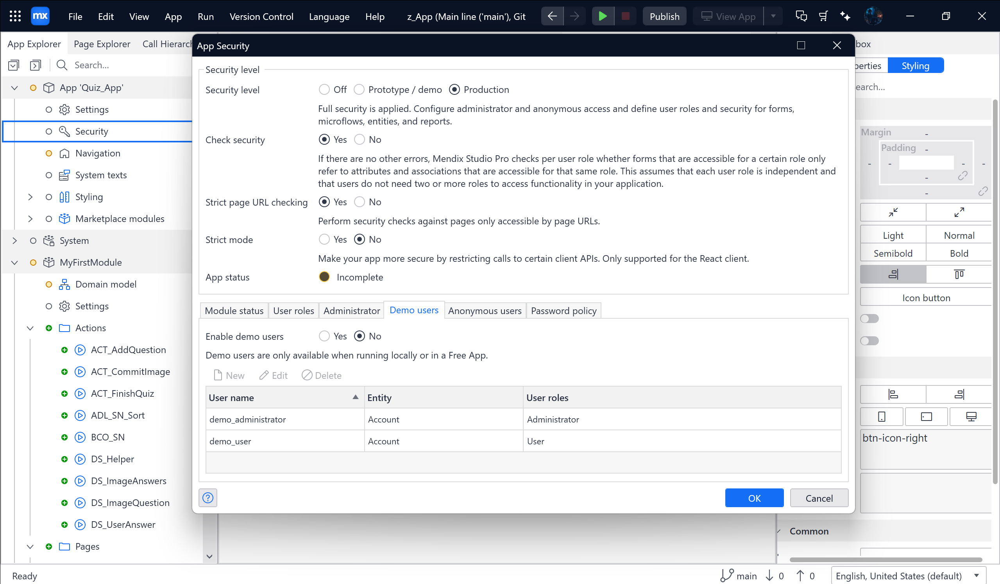 mx File Edit View App Run Version Control Language Help z_App (Main line ('main'), Git Publish View App
App Explorer Page Explorer Call Hierarch
Search...
App 'Quiz_App'
Settings
Security
Navigation
System texts
Styling
Marketplace modules
System
MyFirstModule
Domain model
Settings
Actions
ACT_AddQuestion
ACT_CommitImage
ACT_FinishQuiz
ADL_SN_Sort
BCO_SN
DS_Helper
DS_ImageAnswers
DS_ImageQuestion
DS_UserAnswer
Pages
App Security
Security level
Security level Off Prototype / demo Production
Full security is applied. Configure administrator and anonymous access and define user roles and security for forms,
microflows, entities, and reports.
Check security Yes No
If there are no other errors, Mendix Studio Pro checks per user role whether forms that are accessible for a certain role only
refer to attributes and associations that are accessible for that same role. This assumes that each user role is independent and
that users do not need two or more roles to access functionality in your application.
Strict page URL checking Yes No
Perform security checks against pages only accessible by page URLs.
Strict mode Yes No
Make your app more secure by restricting calls to certain client APIs. Only supported for the React client.
App status Incomplete
Module status User roles Administrator Demo users Anonymous users Password policy
Enable demo users Yes No
Demo users are only available when running locally or in a Free App.
New Edit Delete
User name Entity User roles
demo_administrator Account Administrator
demo_user Account User
? OK Cancel
box
perties Styling
earch...
Margin -
Padding -
- - - -
-
-
Light Normal
Semibold Bold
Icon button
btn-icon-right
Common
Ready main 0 0 English, United States (default)